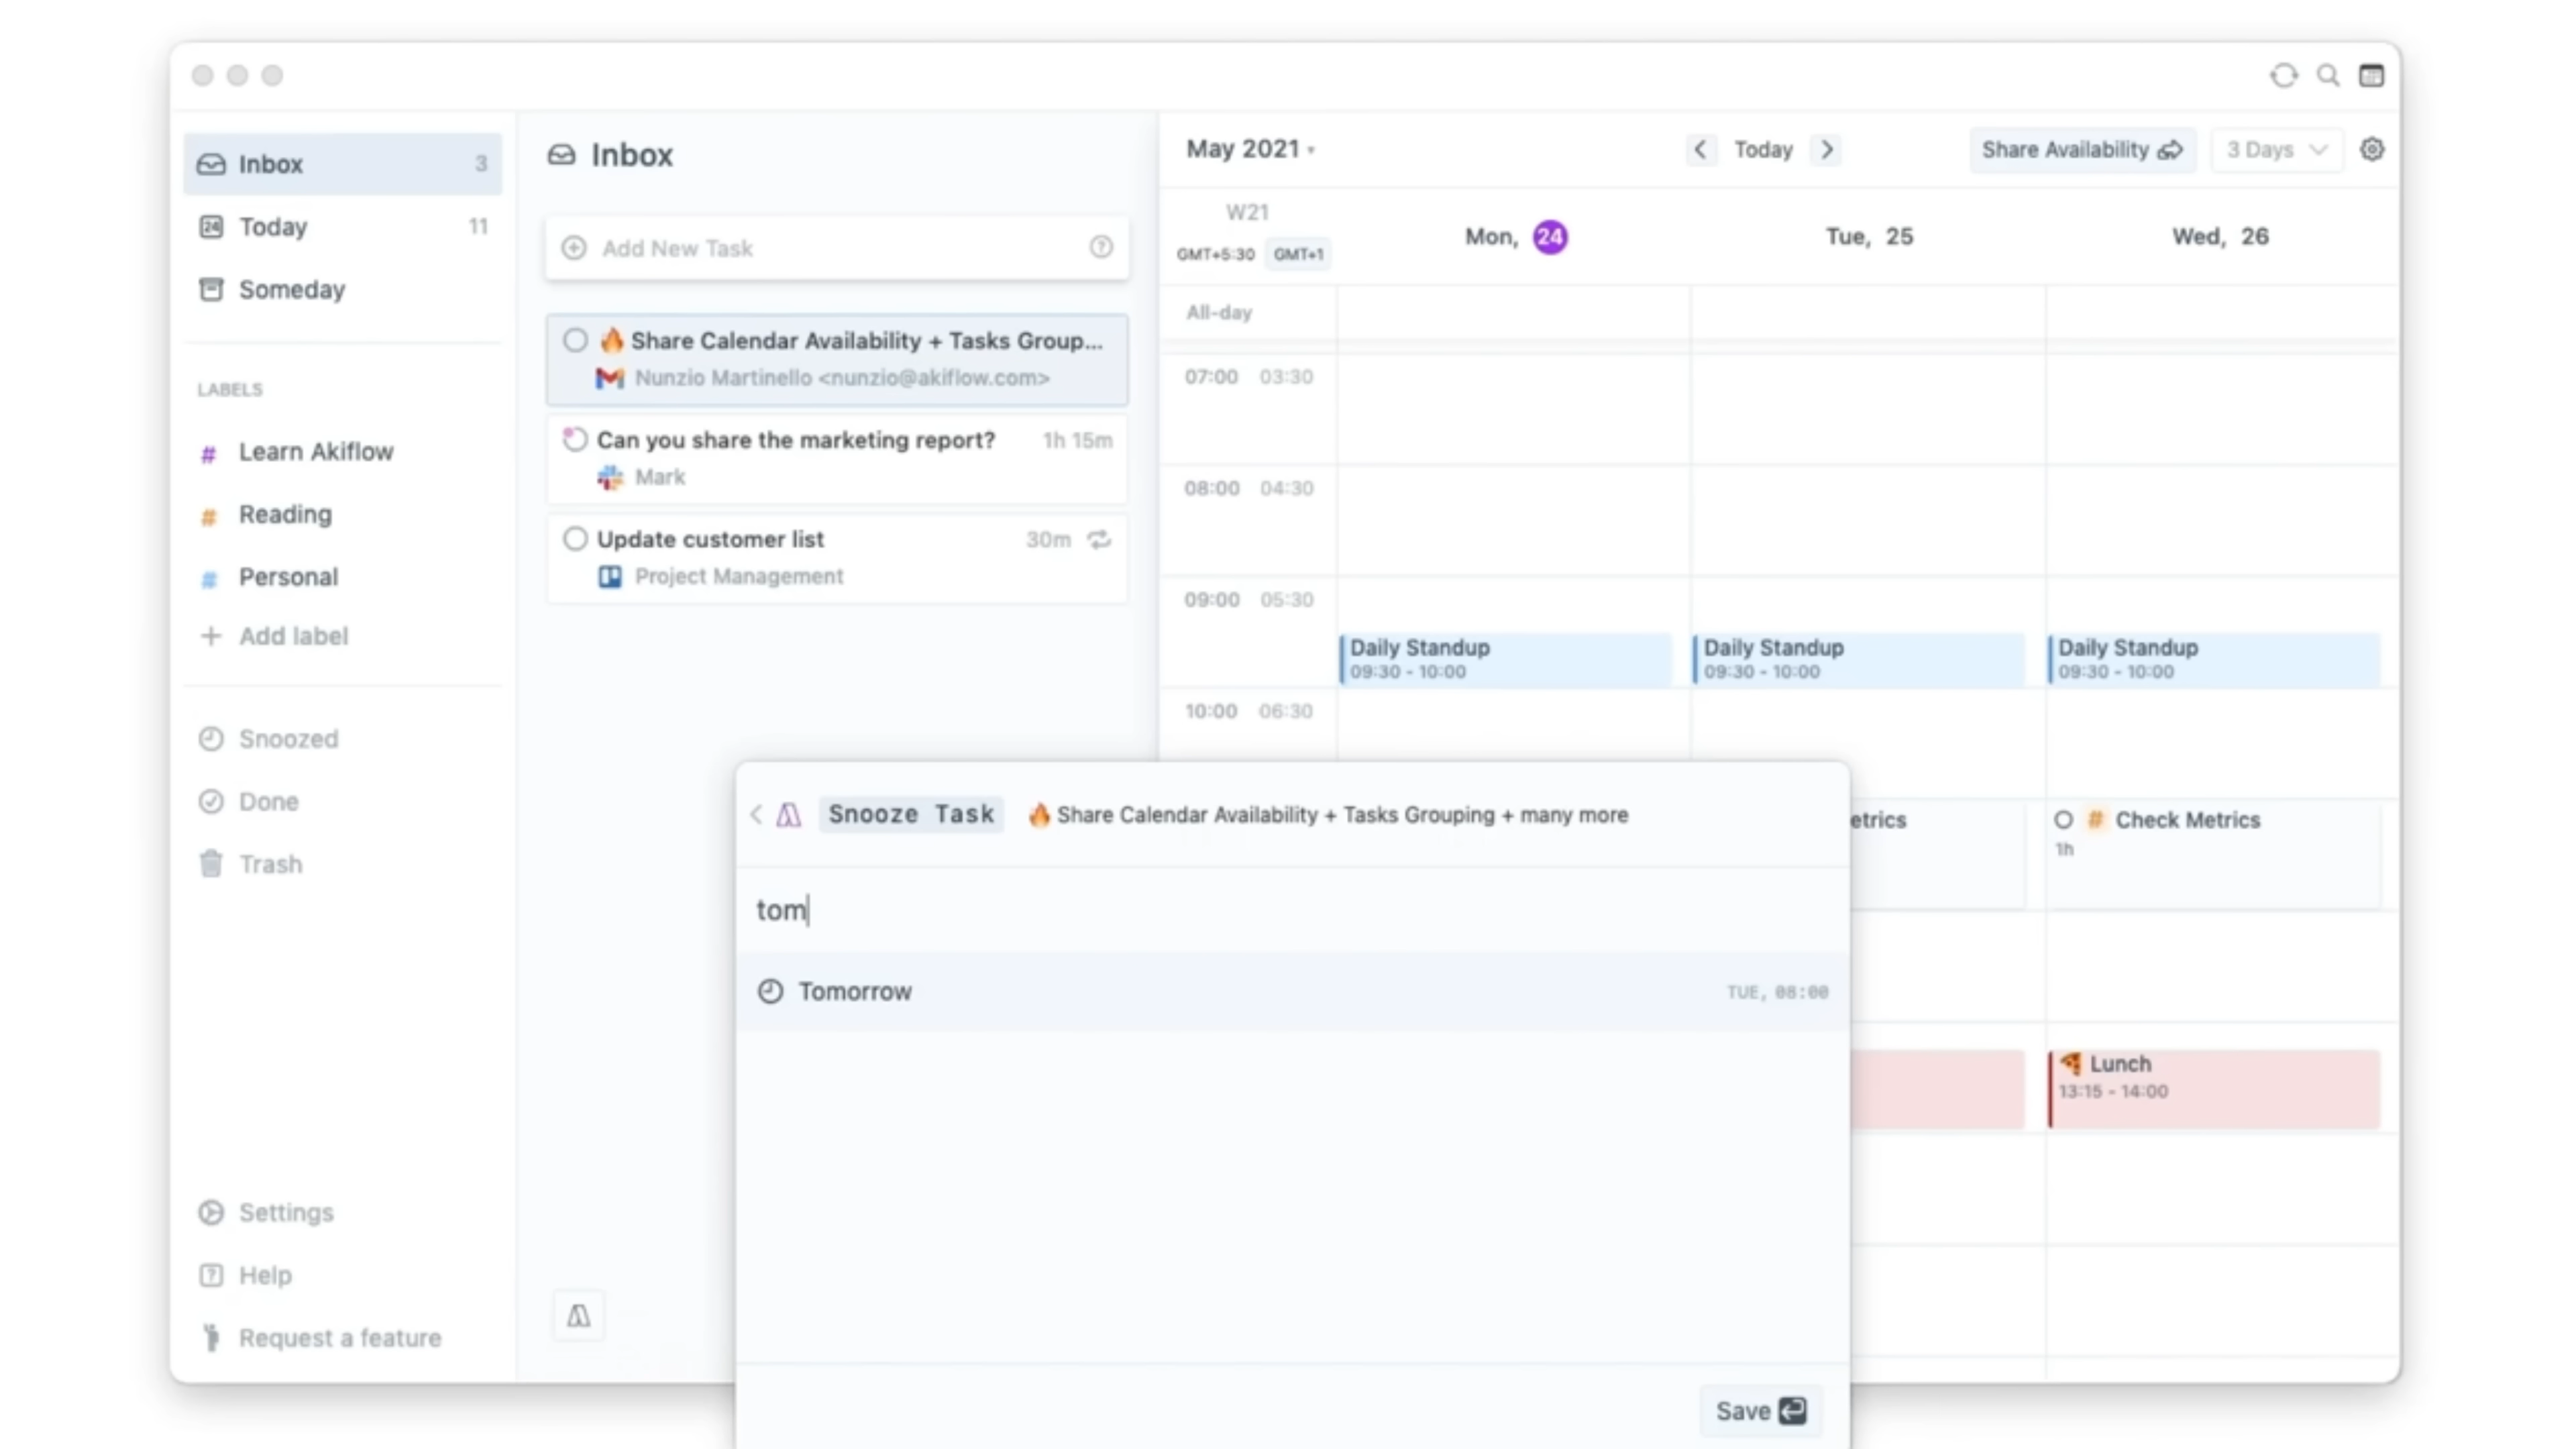 Inbox 3
Today 11
Someday
LABELS
# Learn Akiflow
# Reading
# Personal
+ Add label
Snoozed
Done
Trash
Settings
Help
Request a feature
Inbox
Add New Task
🔥 Share Calendar Availability + Tasks Group...
Nunzio Martinello <nunzio@akiflow.com>
Can you share the marketing report? 1h 15m
Mark
Update customer list 30m
Project Management
May 2021
Today
Share Availability
3 Days
W21
GMT+5:30 GMT+1
Mon, 24
Tue, 25
Wed, 26
All-day
07:00 03:30
08:00 04:30
09:00 05:30
Daily Standup
09:30 - 10:00
Daily Standup
09:30 - 10:00
Daily Standup
09:30 - 10:00
10:00 06:30
etrics
# Check Metrics
1h
🍕 Lunch
13:15 - 14:00
Snooze Task 🔥 Share Calendar Availability + Tasks Grouping + many more
tom
Tomorrow TUE, 08:00
Save